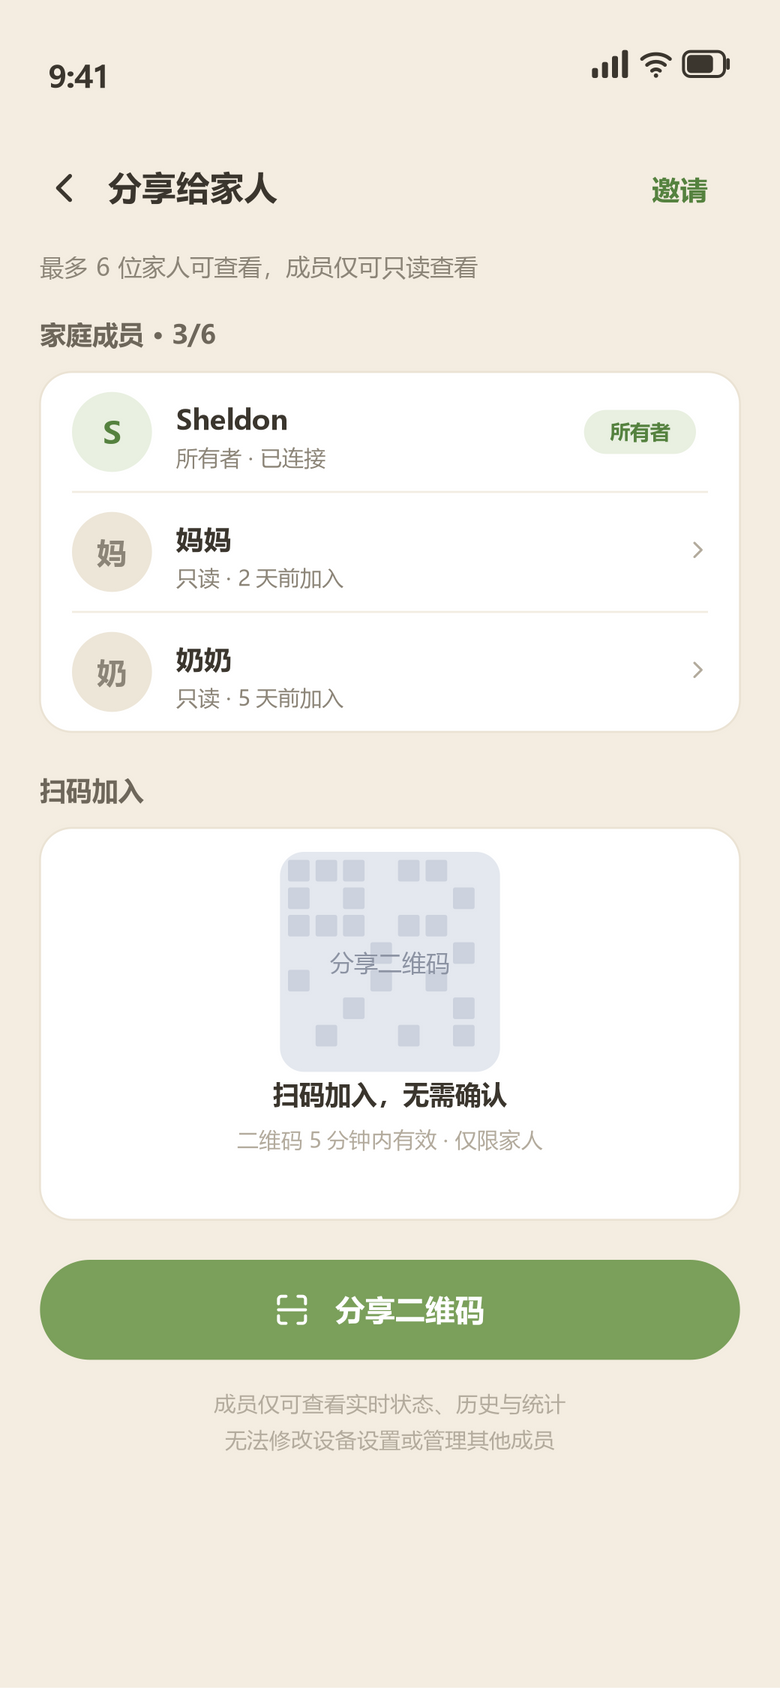 9:41
分享给家人
邀请
最多 6 位家人可查看，成员仅可只读查看
家庭成员 • 3/6
S
Sheldon
所有者 · 已连接
所有者
妈
妈妈
只读 · 2 天前加入
奶
奶奶
只读 · 5 天前加入
扫码加入
分享二维码
扫码加入，无需确认
二维码 5 分钟内有效 · 仅限家人
分享二维码
成员仅可查看实时状态、历史与统计
无法修改设备设置或管理其他成员